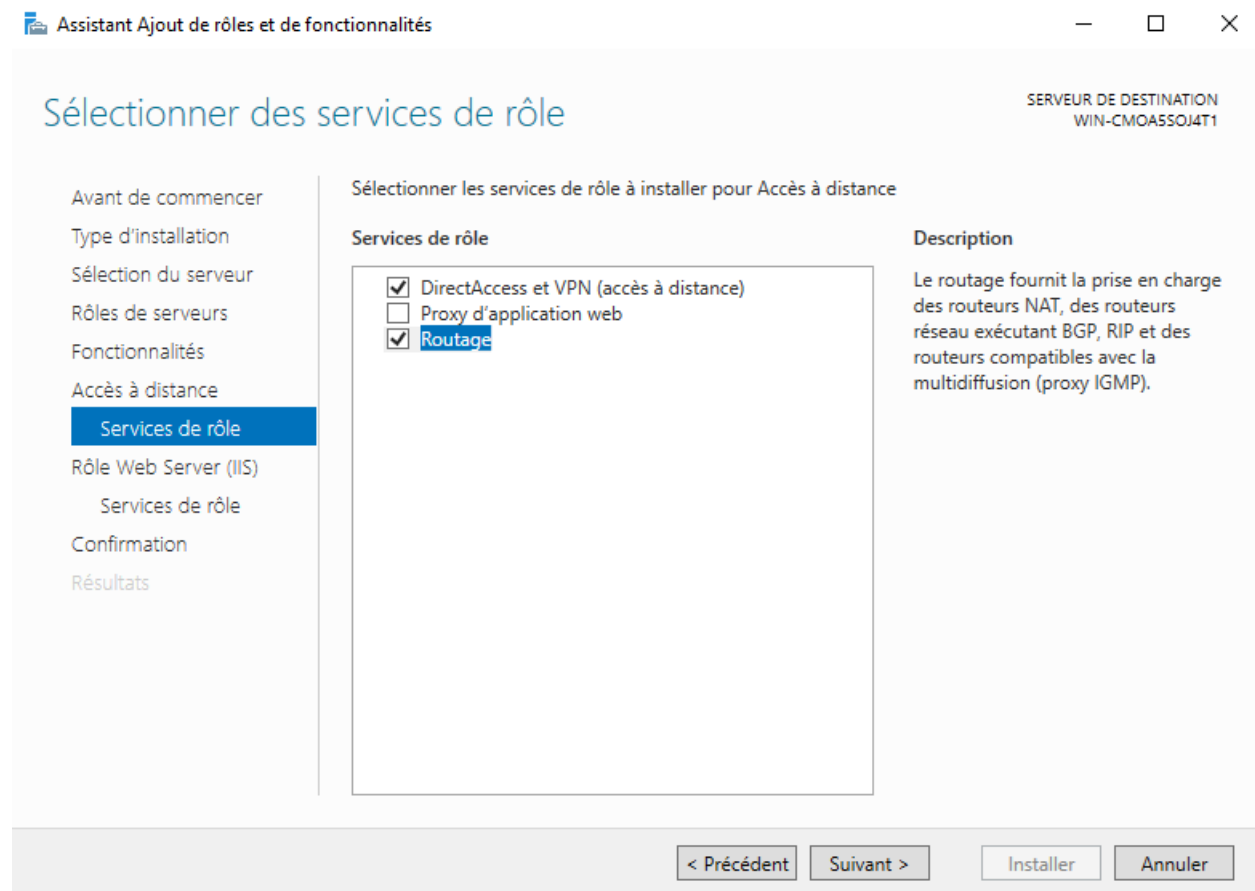 Assistant Ajout de rôles et de fonctionnalités
Sélectionner des services de rôle
SERVEUR DE DESTINATION
WIN-CMOA5SOJ4T1
Avant de commencer
Type d'installation
Sélection du serveur
Rôles de serveurs
Fonctionnalités
Accès à distance
Services de rôle
Rôle Web Server (IIS)
Services de rôle
Confirmation
Résultats
Sélectionner les services de rôle à installer pour Accès à distance
Services de rôle
DirectAccess et VPN (accès à distance)
Proxy d'application web
Routage
Description
Le routage fournit la prise en charge
des routeurs NAT, des routeurs
réseau exécutant BGP, RIP et des
routeurs compatibles avec la
multidiffusion (proxy IGMP).
< Précédent
Suivant >
Installer
Annuler